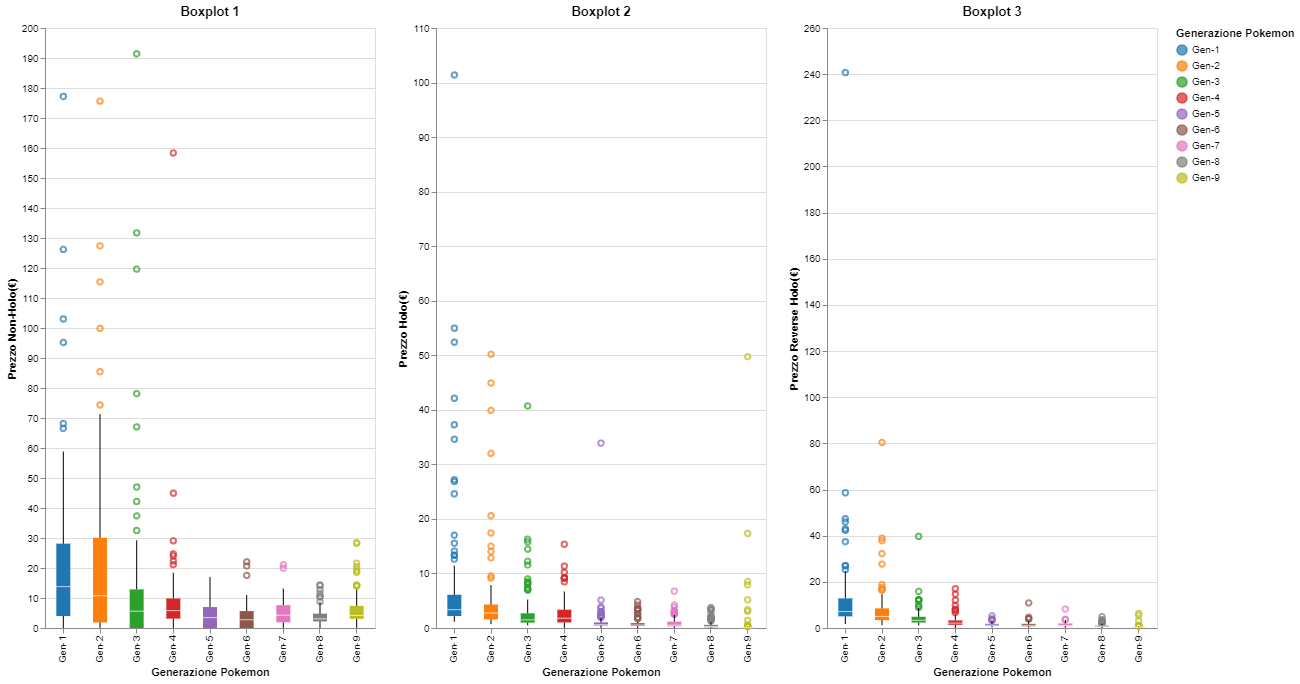 Boxplot 1
Prezzo Non-Holo(€)
200
190
180
170
160
150
140
130
120
110
100
90
80
70
60
50
40
30
20
10
0
Gen-1
Gen-2
Gen-3
Gen-4
Gen-5
Gen-6
Gen-7
Gen-8
Gen-9
Generazione Pokemon
Boxplot 2
Prezzo Holo(€)
110
100
90
80
70
60
50
40
30
20
10
0
Gen-1
Gen-2
Gen-3
Gen-4
Gen-5
Gen-6
Gen-7
Gen-8
Gen-9
Generazione Pokemon
Boxplot 3
Prezzo Reverse Holo(€)
260
240
220
200
180
160
140
120
100
80
60
40
20
0
Gen-1
Gen-2
Gen-3
Gen-4
Gen-5
Gen-6
Gen-7
Gen-8
Gen-9
Generazione Pokemon
Generazione Pokemon
Gen-1
Gen-2
Gen-3
Gen-4
Gen-5
Gen-6
Gen-7
Gen-8
Gen-9